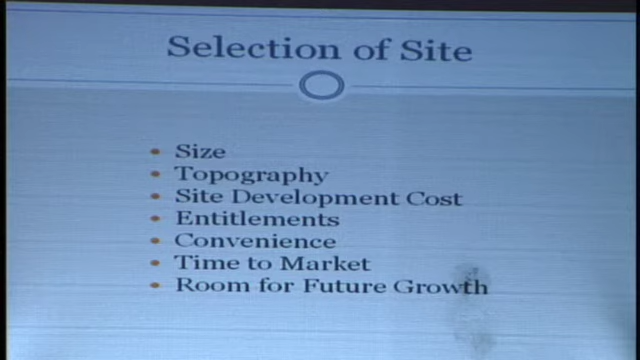 Selection of Site
Size
Topography
Site Development Cost
Entitlements
Convenience
Time to Market
Room for Future Growth